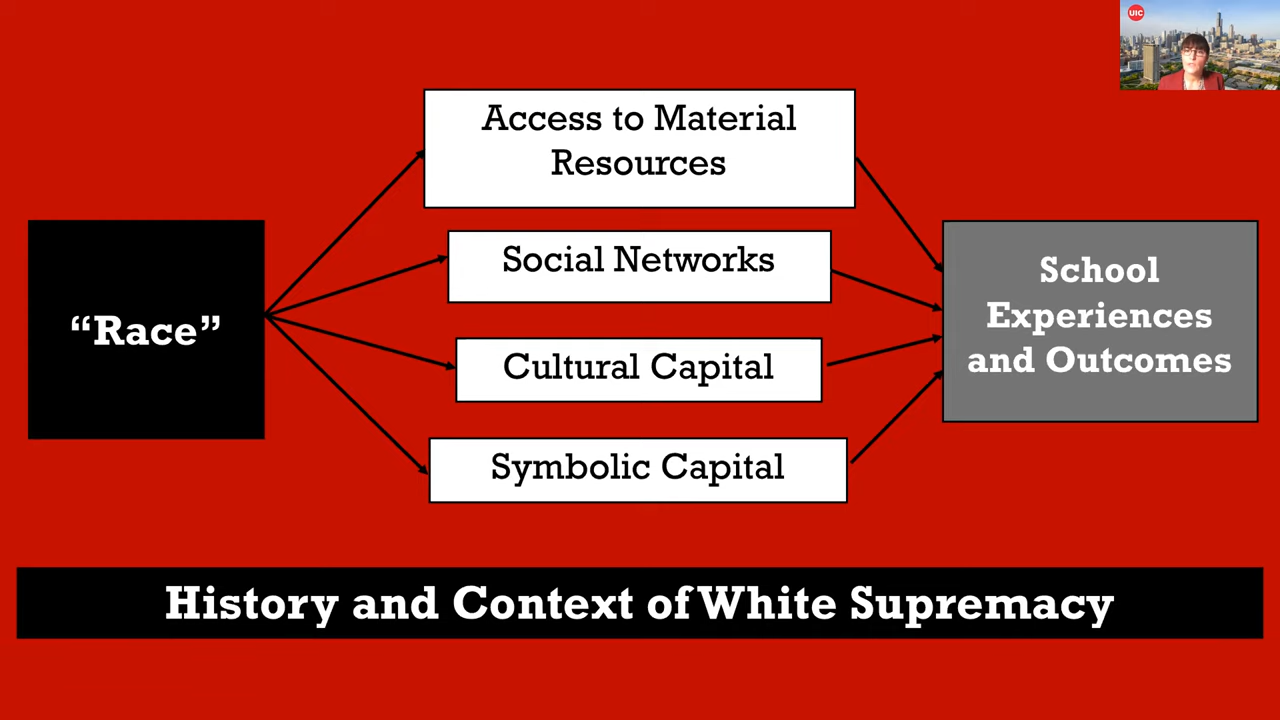 UIC
Access to Material
Resources
Social Networks
“Race”
Cultural Capital
Symbolic Capital
School
Experiences
and Outcomes
History and Context of White Supremacy